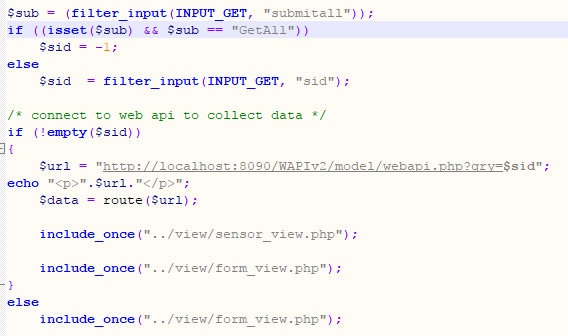 $sub = (filter_input(INPUT_GET, "submitall"));
if ((isset($sub) && $sub == "GetAll"))
    $sid = -1;
else
    $sid  = filter_input(INPUT_GET, "sid");
/* connect to web api to collect data */
if (!empty($sid))
{
    $url = "http://localhost:8090/WAPIv2/model/webapi.php?qry=$sid";
echo "<p>".$url."</p>";
    $data = route($url);
    include_once("../view/sensor_view.php");
    include_once("../view/form_view.php");
}
else
    include_once("../view/form_view.php");